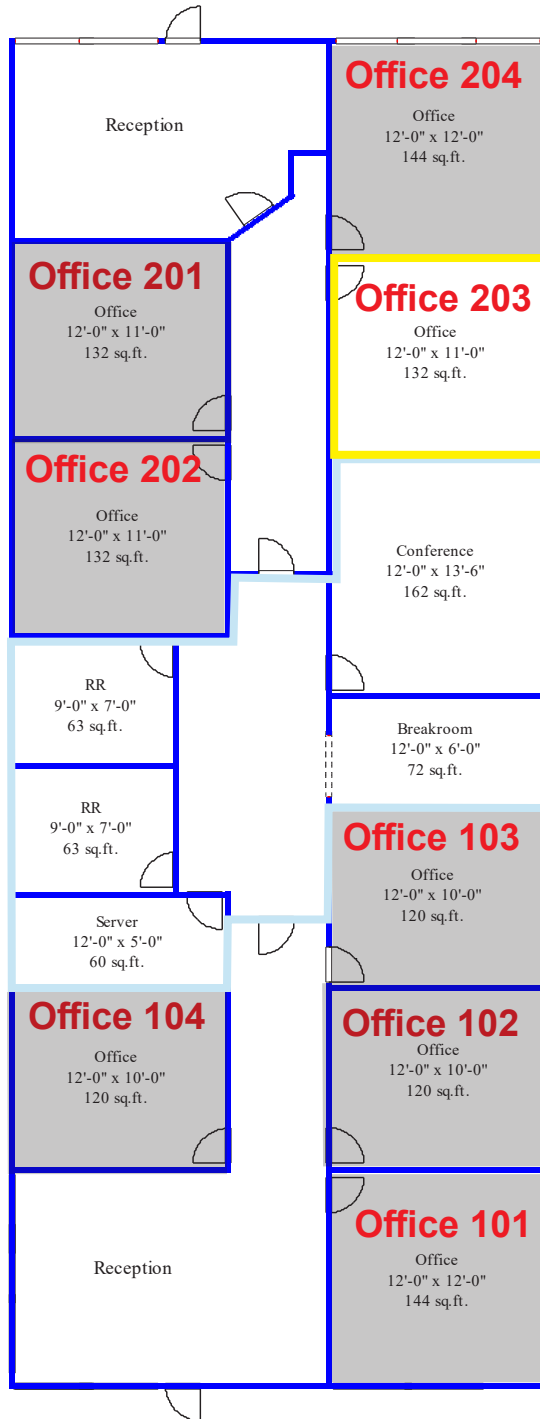 Office 204
Office
12'-0" x 12'-0"
144 sq.ft.
Reception
Office 201
Office
12'-0" x 11'-0"
132 sq.ft.
Office 203
Office
12'-0" x 11'-0"
132 sq.ft.
Office 202
Office
12'-0" x 11'-0"
132 sq.ft.
Conference
12'-0" x 13'-6"
162 sq.ft.
RR
9'-0" x 7'-0"
63 sq.ft.
Breakroom
12'-0" x 6'-0"
72 sq.ft.
RR
9'-0" x 7'-0"
63 sq.ft.
Office 103
Office
12'-0" x 10'-0"
120 sq.ft.
Server
12'-0" x 5'-0"
60 sq.ft.
Office 104
Office
12'-0" x 10'-0"
120 sq.ft.
Office 102
Office
12'-0" x 10'-0"
120 sq.ft.
Office 101
Office
12'-0" x 12'-0"
144 sq.ft.
Reception